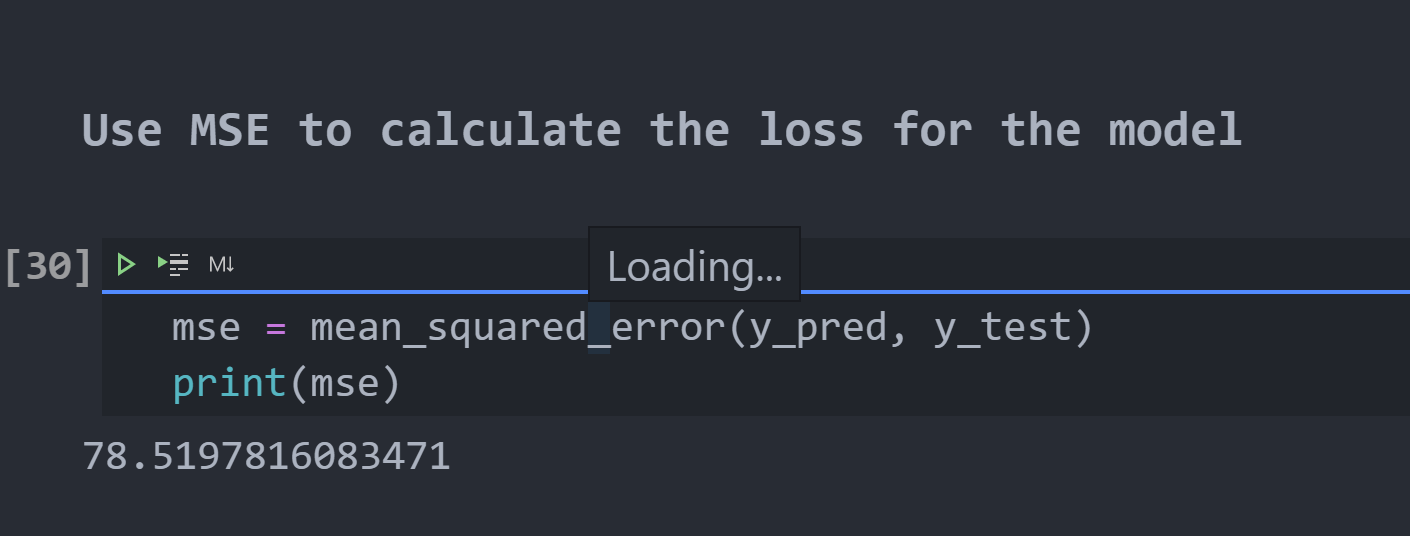 Use MSE to calculate the loss for the model
[30] M↓
Loading...
mse = mean_squared_error(y_pred, y_test)
print(mse)
78.5197816083471